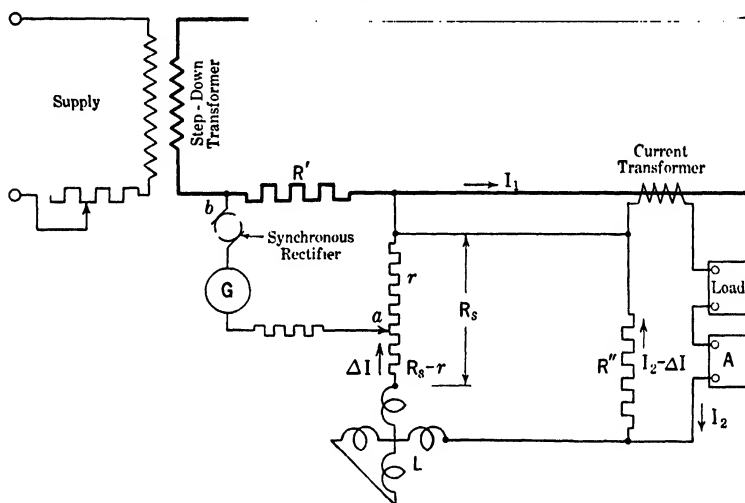 Supply
Step-Down
Transformer
R'
I₁
Current
Transformer
b
Synchronous
Rectifier
G
r
Rₛ
a
ΔI
Rₛ-r
R"
I₂-ΔI
Load
A
I₂
L